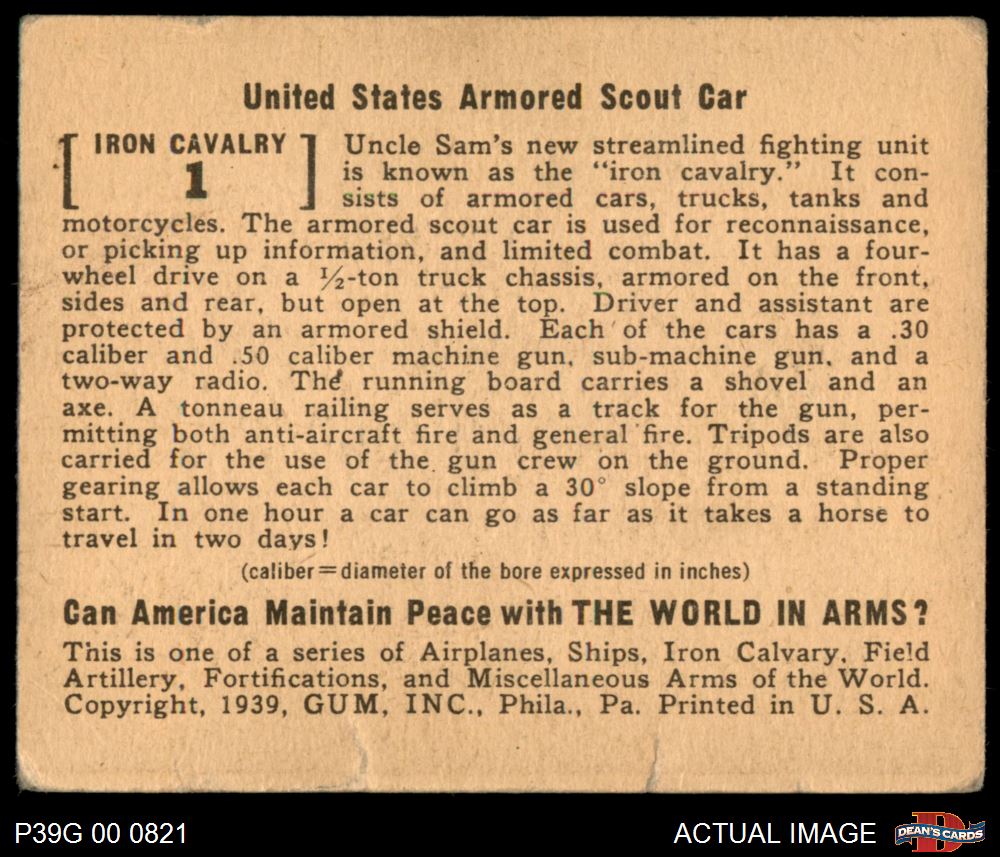 United States Armored Scout Car
[ IRON CAVALRY ]
1
Uncle Sam's new streamlined fighting unit
is known as the "iron cavalry." It con-
sists of armored cars, trucks, tanks and
motorcycles. The armored scout car is used for reconnaissance,
or picking up information, and limited combat. It has a four-
wheel drive on a ½-ton truck chassis, armored on the front,
sides and rear, but open at the top. Driver and assistant are
protected by an armored shield. Each of the cars has a .30
caliber and .50 caliber machine gun, sub-machine gun, and a
two-way radio. The running board carries a shovel and an
axe. A tonneau railing serves as a track for the gun, per-
mitting both anti-aircraft fire and general fire. Tripods are also
carried for the use of the gun crew on the ground. Proper
gearing allows each car to climb a 30° slope from a standing
start. In one hour a car can go as far as it takes a horse to
travel in two days!
(caliber=diameter of the bore expressed in inches)
Can America Maintain Peace with THE WORLD IN ARMS?
This is one of a series of Airplanes, Ships, Iron Calvary, Field
Artillery, Fortifications, and Miscellaneous Arms of the World.
Copyright, 1939, GUM, INC., Phila., Pa. Printed in U. S. A.
P39G 00 0821
ACTUAL IMAGE
D
DEAN'S CARDS